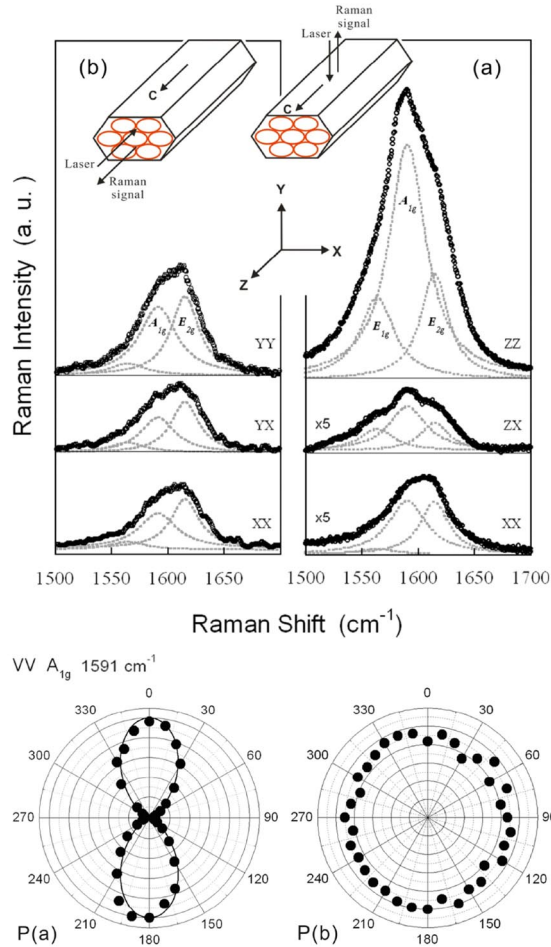 Laser
Raman
signal
(b)
(a)
C
C
Laser
Raman
signal
Y
X
Z
Raman Intensity (a. u.)
A1g
E2g
YY
YX
XX
A1g
E1g
E2g
ZZ
x5
ZX
x5
XX
1500 1550 1600 1650
1500 1550 1600 1650 1700
Raman Shift (cm⁻¹)
VV A1g 1591 cm⁻¹
0
330 30
300 60
270 90
240 120
210 150
180
P(a)
0
330 30
300 60
270 90
240 120
210 150
180
P(b)